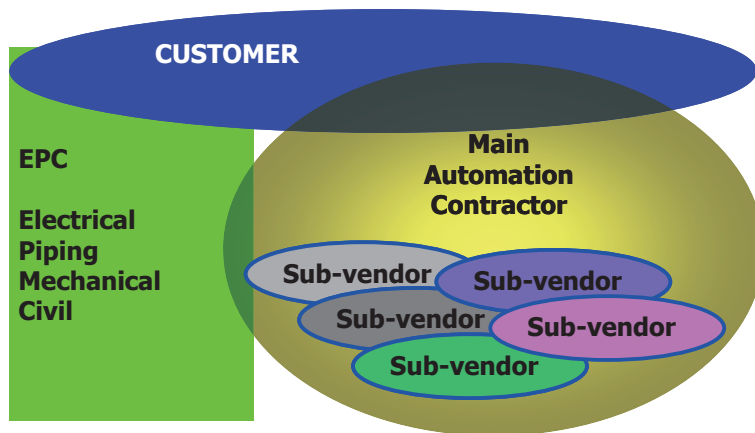 CUSTOMER
EPC
Electrical
Piping
Mechanical
Civil
Main
Automation
Contractor
Sub-vendor
Sub-vendor
Sub-vendor
Sub-vendor
Sub-vendor